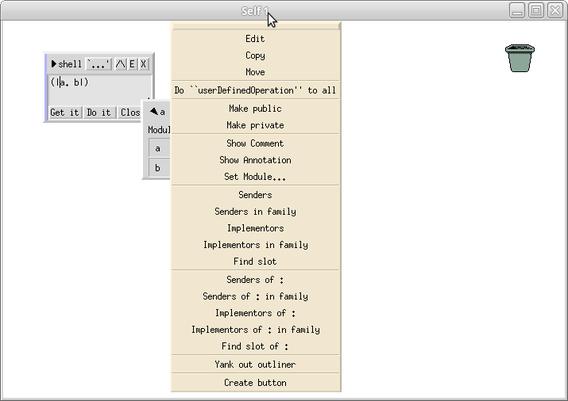 Self 1
shell `...' /\ E X
(|a. b|)
Get it Do it Clos
a
Modul
a
b
Edit
Copy
Move
Do ``userDefinedOperation'' to all
Make public
Make private
Show Comment
Show Annotation
Set Module...
Senders
Senders in family
Implementors
Implementors in family
Find slot
Senders of :
Senders of : in family
Implementors of :
Implementors of : in family
Find slot of :
Yank out outliner
Create button